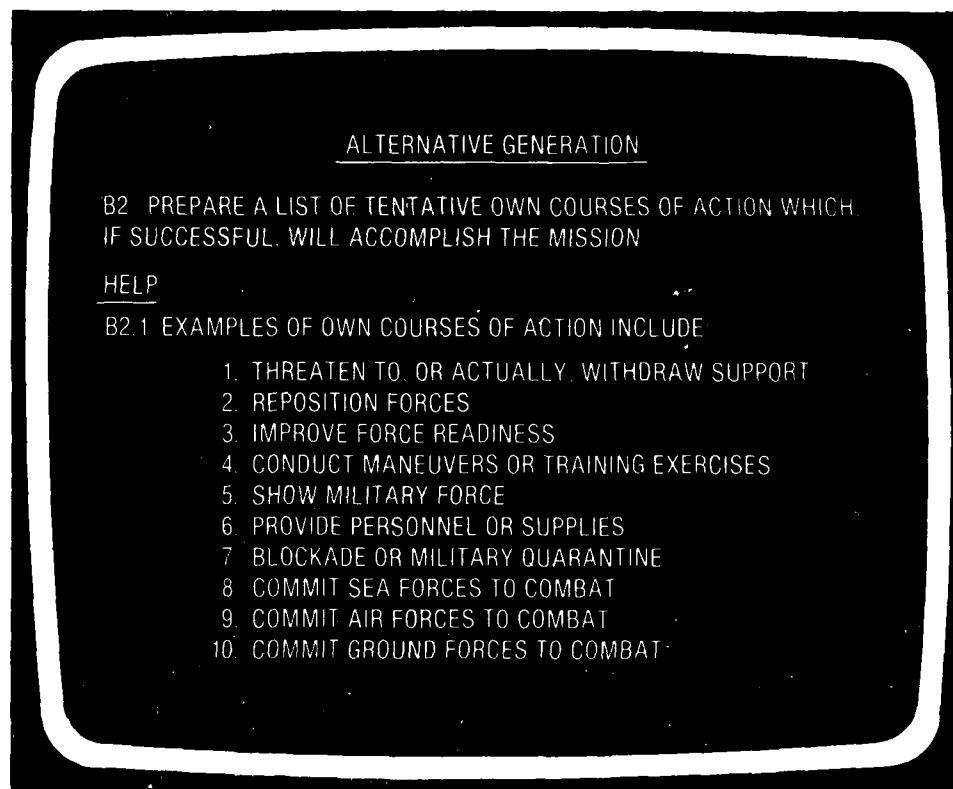 ALTERNATIVE GENERATION
B2 PREPARE A LIST OF TENTATIVE OWN COURSES OF ACTION WHICH,
IF SUCCESSFUL, WILL ACCOMPLISH THE MISSION
HELP
B2.1 EXAMPLES OF OWN COURSES OF ACTION INCLUDE
1. THREATEN TO, OR ACTUALLY, WITHDRAW SUPPORT
2. REPOSITION FORCES
3. IMPROVE FORCE READINESS
4. CONDUCT MANEUVERS OR TRAINING EXERCISES
5. SHOW MILITARY FORCE
6. PROVIDE PERSONNEL OR SUPPLIES
7 BLOCKADE OR MILITARY QUARANTINE
8 COMMIT SEA FORCES TO COMBAT
9. COMMIT AIR FORCES TO COMBAT
10. COMMIT GROUND FORCES TO COMBAT